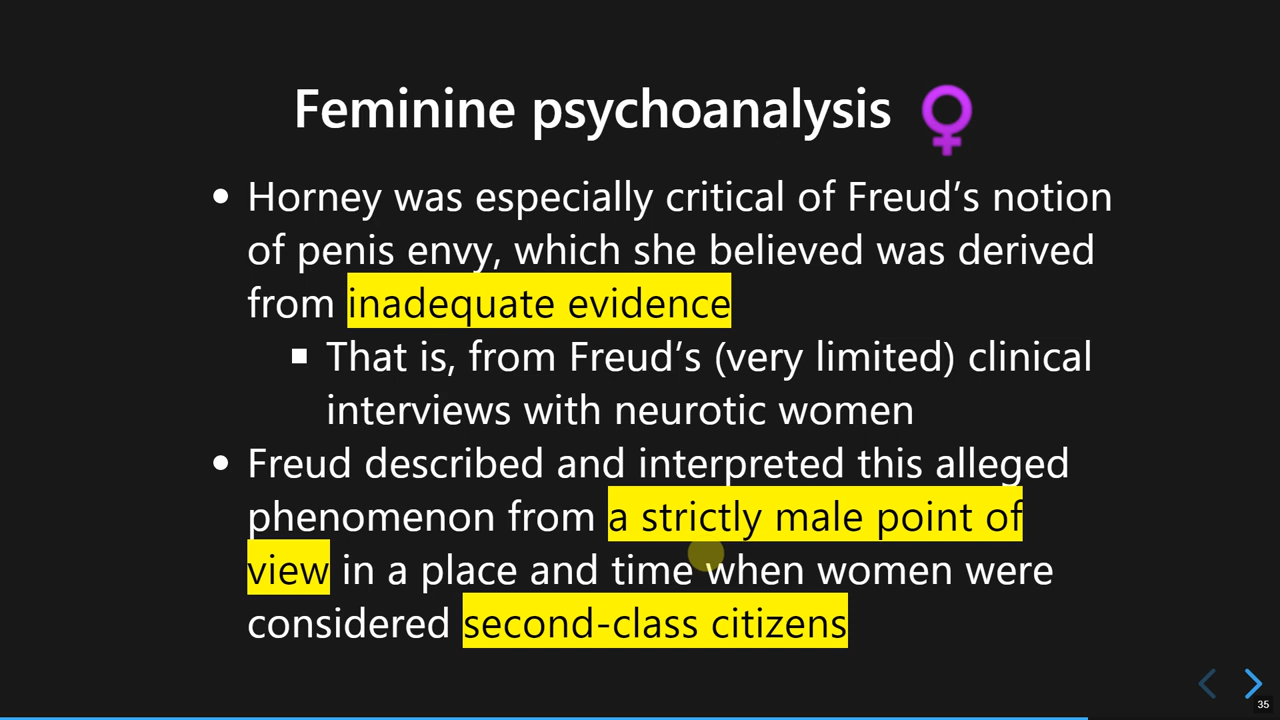 Feminine psychoanalysis
• Horney was especially critical of Freud’s notion
of penis envy, which she believed was derived
from inadequate evidence
▪ That is, from Freud’s (very limited) clinical
interviews with neurotic women
• Freud described and interpreted this alleged
phenomenon from a strictly male point of
view in a place and time when women were
considered second-class citizens
35